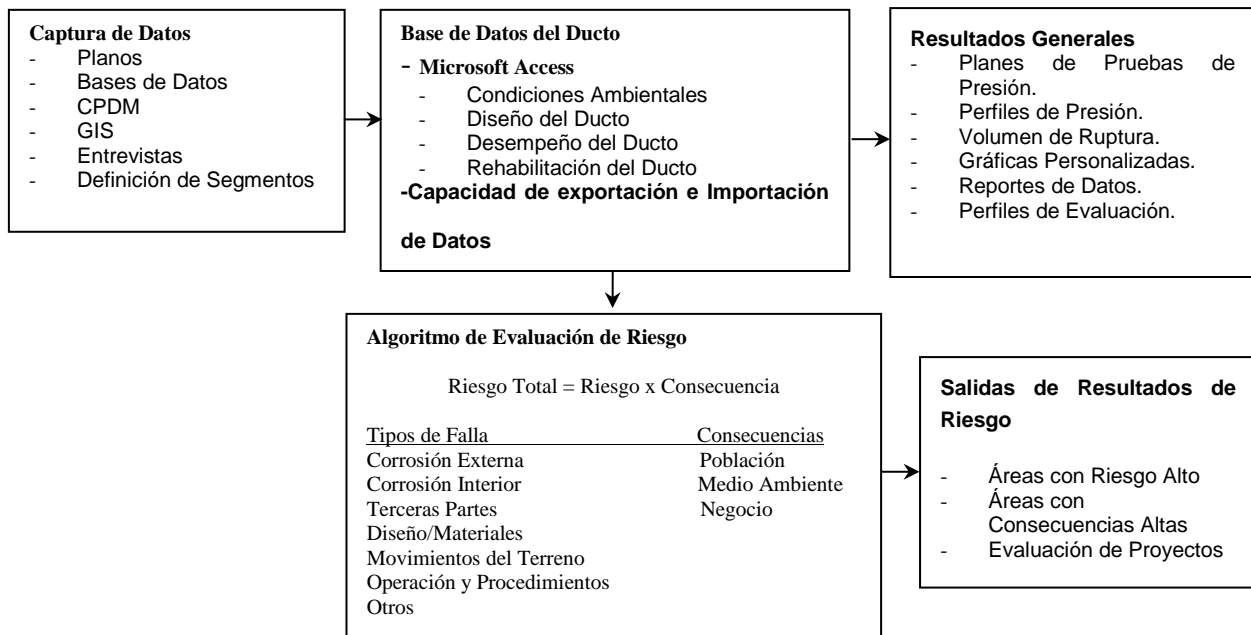 Captura de Datos
- Planos
- Bases de Datos
- CPDM
- GIS
- Entrevistas
- Definición de Segmentos
Base de Datos del Ducto
- Microsoft Access
- Condiciones Ambientales
- Diseño del Ducto
- Desempeño del Ducto
- Rehabilitación del Ducto
-Capacidad de exportación e Importación
de Datos
Resultados Generales
- Planes de Pruebas de
Presión.
- Perfiles de Presión.
- Volumen de Ruptura.
- Gráficas Personalizadas.
- Reportes de Datos.
- Perfiles de Evaluación.
Algoritmo de Evaluación de Riesgo
Riesgo Total = Riesgo x Consecuencia
Tipos de Falla Consecuencias
Corrosión Externa Población
Corrosión Interior Medio Ambiente
Terceras Partes Negocio
Diseño/Materiales
Movimientos del Terreno
Operación y Procedimientos
Otros
Salidas de Resultados de
Riesgo
- Áreas con Riesgo Alto
- Áreas con
Consecuencias Altas
- Evaluación de Proyectos